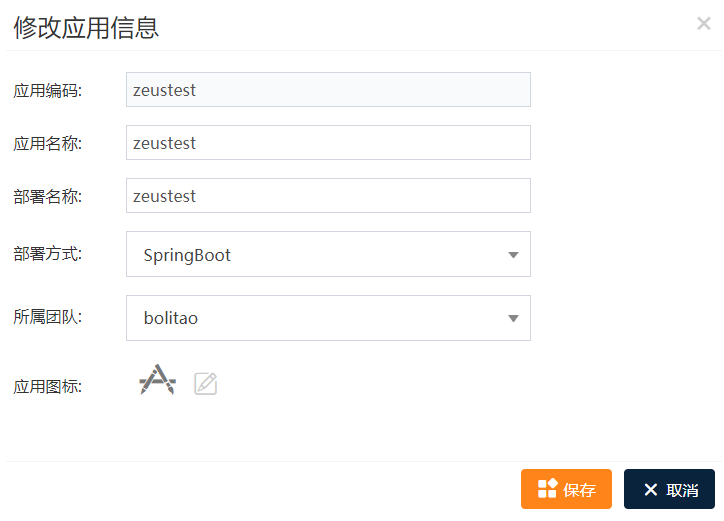 修改应用信息
应用编码: zeustest
应用名称: zeustest
部署名称: zeustest
部署方式: SpringBoot
所属团队: bolitao
应用图标:
保存 取消